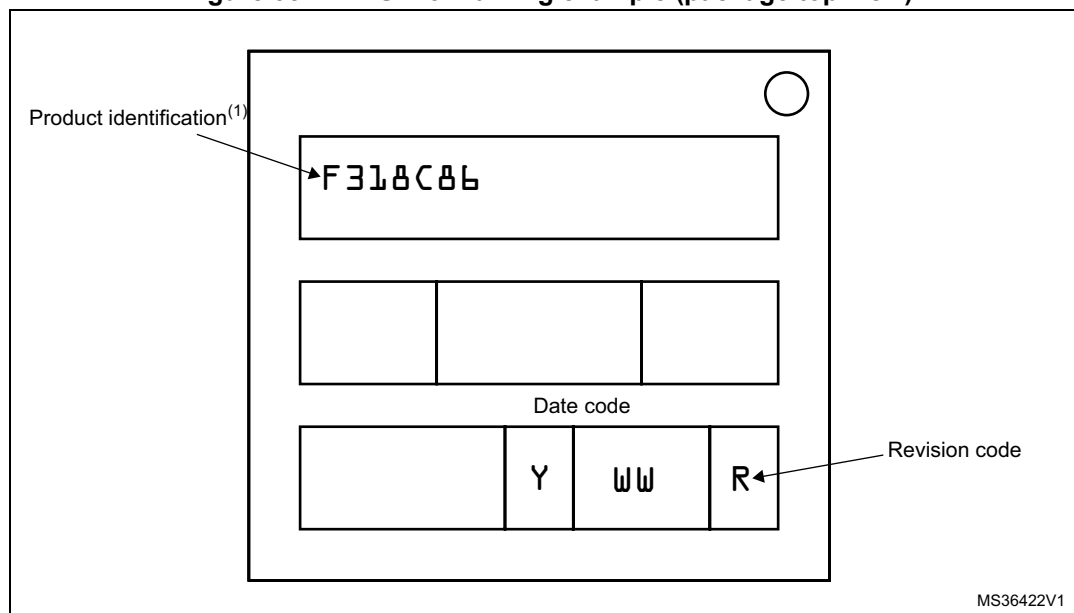 Product identification(1)
F318C86
Date code
Y WW R
Revision code
MS36422V1